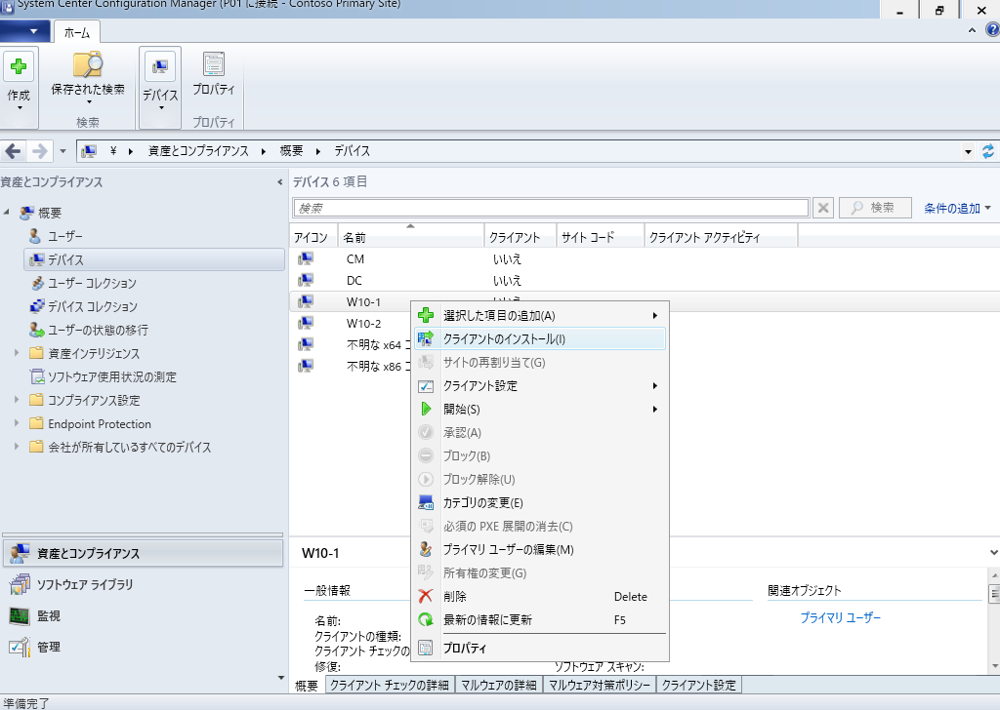 System Center Configuration Manager (P01 に接続 - Contoso Primary Site)
ホーム
作成
保存された検索
デバイス
プロパティ
検索
プロパティ
¥ 資産とコンプライアンス 概要 デバイス
資産とコンプライアンス
概要
ユーザー
デバイス
ユーザー コレクション
デバイス コレクション
ユーザーの状態の移行
資産インテリジェンス
ソフトウェア使用状況の測定
コンプライアンス設定
Endpoint Protection
会社が所有しているすべてのデバイス
資産とコンプライアンス
ソフトウェア ライブラリ
監視
管理
デバイス 6 項目
検索
検索
条件の追加
アイコン 名前 クライアント サイト コード クライアント アクティビティ
CM いいえ
DC いいえ
W10-1 いいえ
W10-2
不明な x64
不明な x86
選択した項目の追加(A)
クライアントのインストール(I)
サイトの再割り当て(G)
クライアント設定
開始(S)
承認(A)
ブロック(B)
ブロック解除(U)
カテゴリの変更(E)
必須の PXE 展開の消去(C)
プライマリ ユーザーの編集(M)
所有権の変更(G)
削除 Delete
最新の情報に更新 F5
プロパティ
W10-1
一般情報
名前:
クライアントの種類:
クライアント チェックの
修復:
ソフトウェア スキャン:
関連オブジェクト
プライマリ ユーザー
概要 クライアント チェックの詳細 マルウェアの詳細 マルウェア対策ポリシー クライアント設定
準備完了